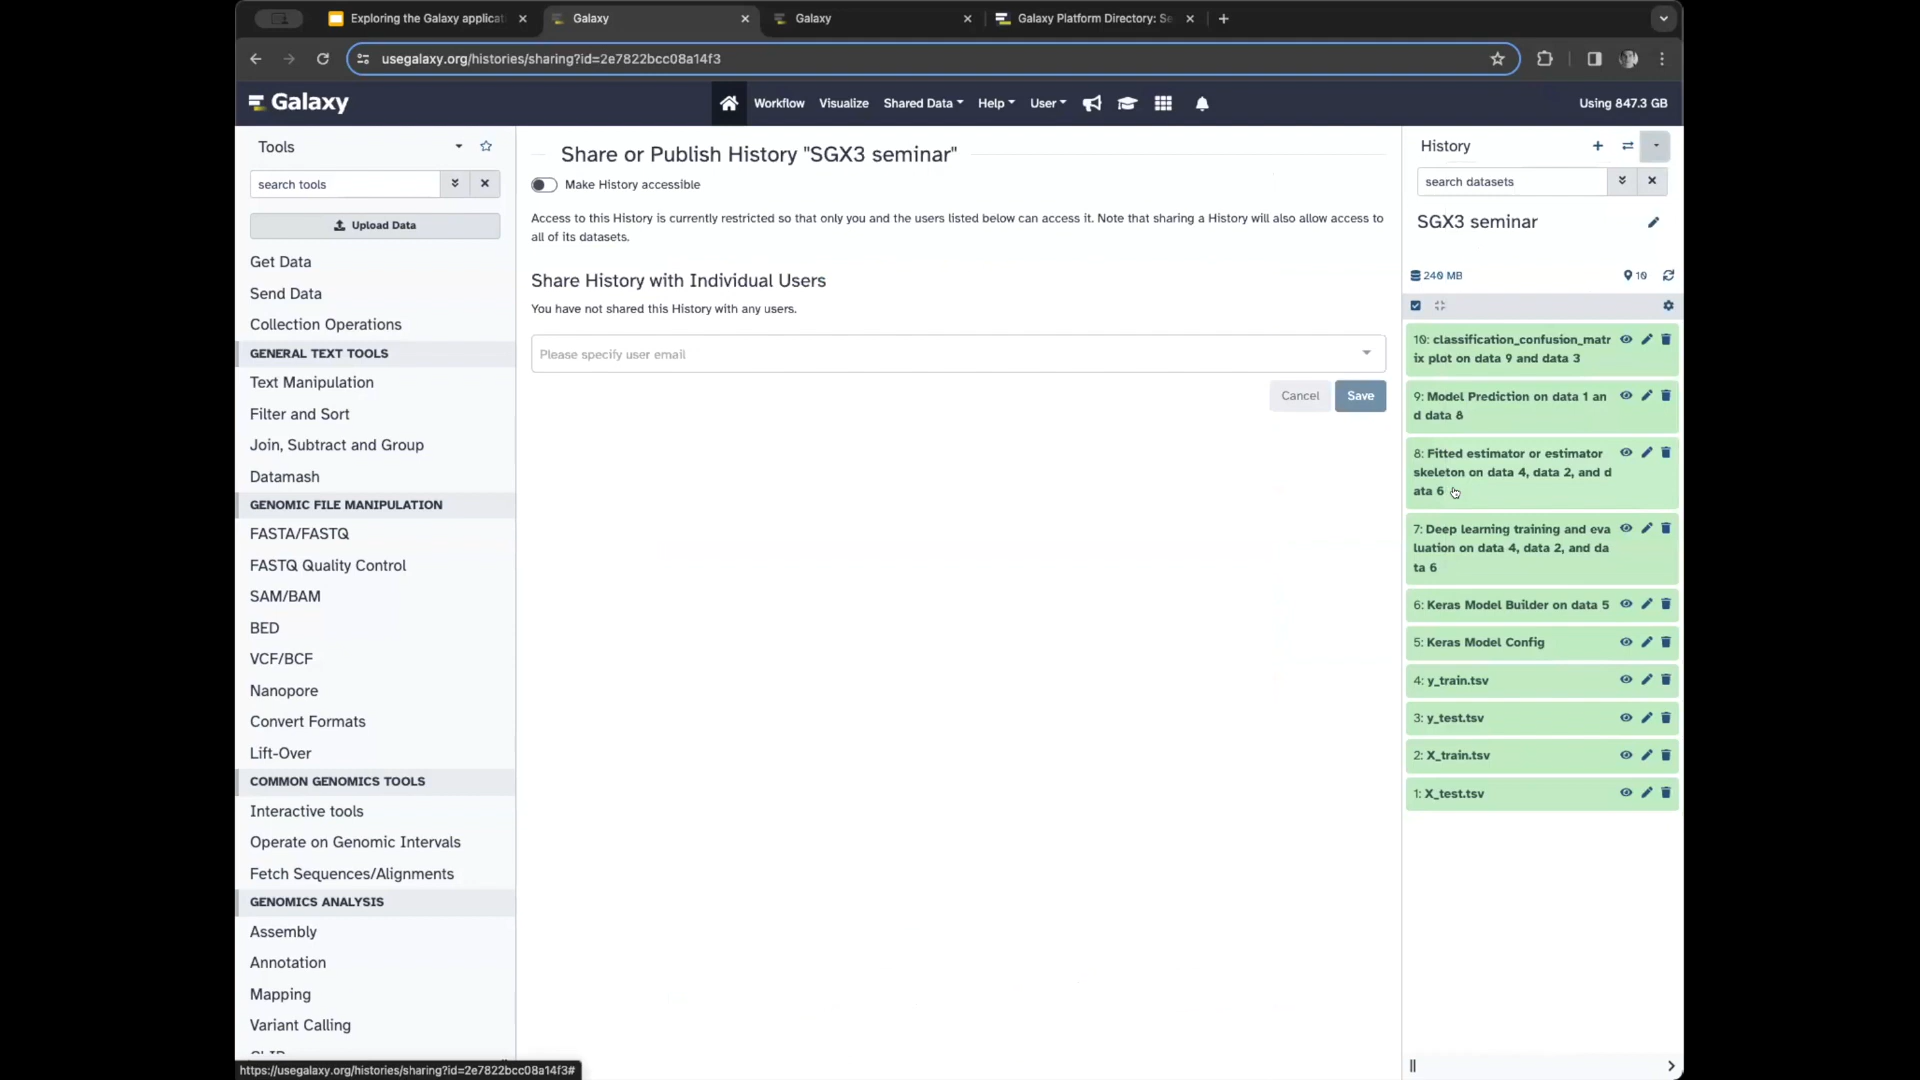 Exploring the Galaxy applicat
Galaxy
Galaxy
Galaxy Platform Directory: Se
usegalaxy.org/histories/sharing?id=2e7822bcc08a14f3
Galaxy
Workflow
Visualize
Shared Data
Help
User
Using 847.3 GB
Tools
search tools
Upload Data
Get Data
Send Data
Collection Operations
GENERAL TEXT TOOLS
Text Manipulation
Filter and Sort
Join, Subtract and Group
Datamash
GENOMIC FILE MANIPULATION
FASTA/FASTQ
FASTQ Quality Control
SAM/BAM
BED
VCF/BCF
Nanopore
Convert Formats
Lift-Over
COMMON GENOMICS TOOLS
Interactive tools
Operate on Genomic Intervals
Fetch Sequences/Alignments
GENOMICS ANALYSIS
Assembly
Annotation
Mapping
Variant Calling
https://usegalaxy.org/histories/sharing?id=2e7822bcc08a14f3#
Share or Publish History "SGX3 seminar"
Make History accessible
Access to this History is currently restricted so that only you and the users listed below can access it. Note that sharing a History will also allow access to
all of its datasets.
Share History with Individual Users
You have not shared this History with any users.
Please specify user email
Cancel
Save
History
search datasets
SGX3 seminar
240 MB
10
10: classification_confusion_matr
ix plot on data 9 and data 3
9: Model Prediction on data 1 an
d data 8
8: Fitted estimator or estimator
skeleton on data 4, data 2, and d
ata 6
7: Deep learning training and eva
luation on data 4, data 2, and da
ta 6
6: Keras Model Builder on data 5
5: Keras Model Config
4: y_train.tsv
3: y_test.tsv
2: X_train.tsv
1: X_test.tsv